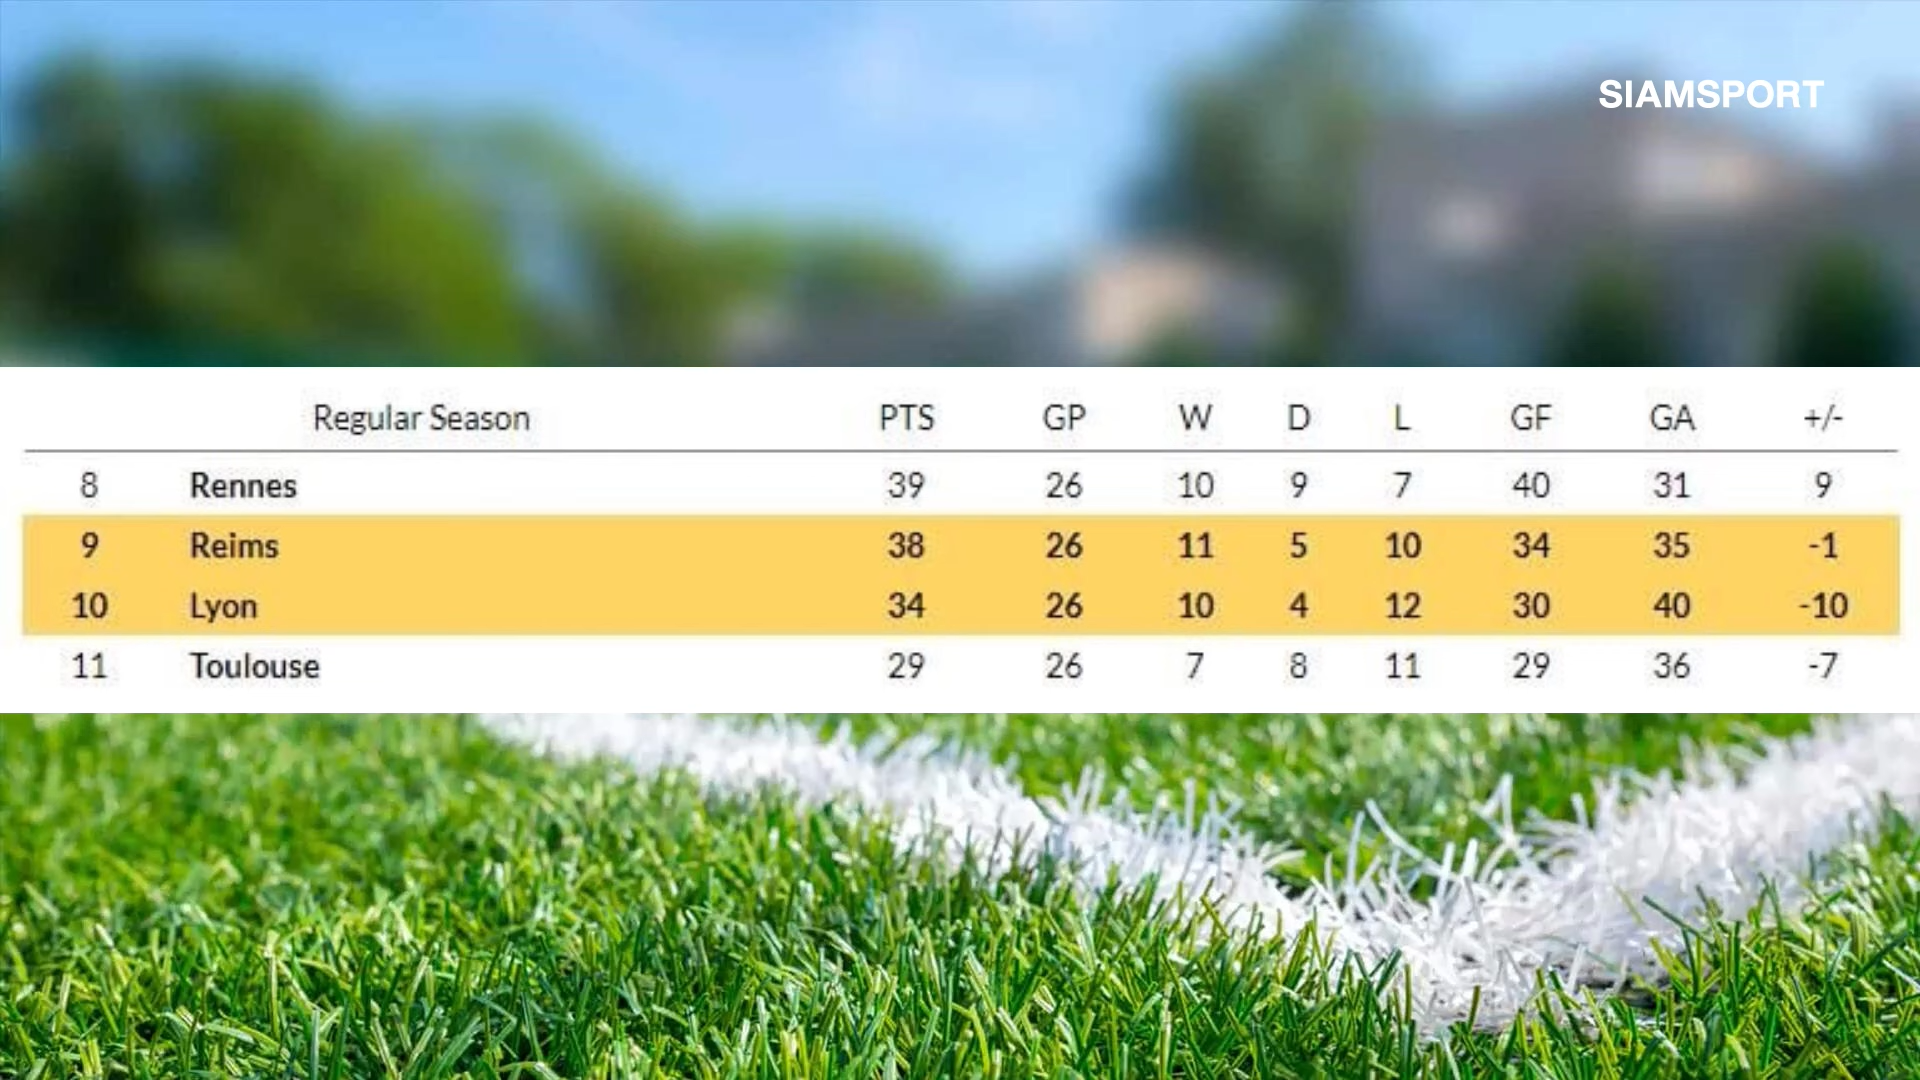 SIAMSPORT
Regular Season PTS GP W D L GF GA +/-
8 Rennes 39 26 10 9 7 40 31 9
9 Reims 38 26 11 5 10 34 35 -1
10 Lyon 34 26 10 4 12 30 40 -10
11 Toulouse 29 26 7 8 11 29 36 -7